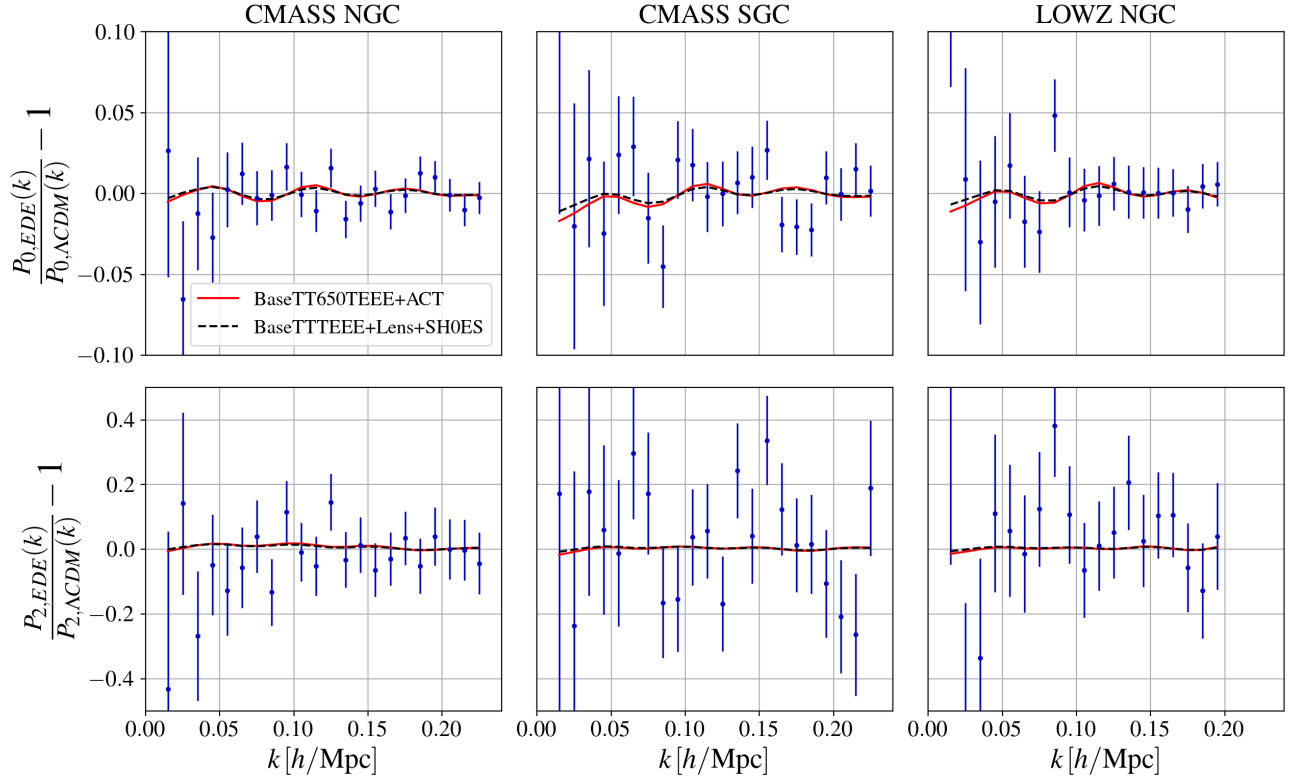 CMASS NGC CMASS SGC LOWZ NGC
0.10
0.05
0.00
−0.05
−0.10
P0,EDE(k)/P0,ΛCDM(k) − 1
BaseTT650TEEE+ACT
BaseTTTEEE+Lens+SH0ES
0.4
0.2
0.0
−0.2
−0.4
P2,EDE(k)/P2,ΛCDM(k) − 1
0.00 0.05 0.10 0.15 0.20 0.00 0.05 0.10 0.15 0.20 0.00 0.05 0.10 0.15 0.20
k [h/Mpc] k [h/Mpc] k [h/Mpc]